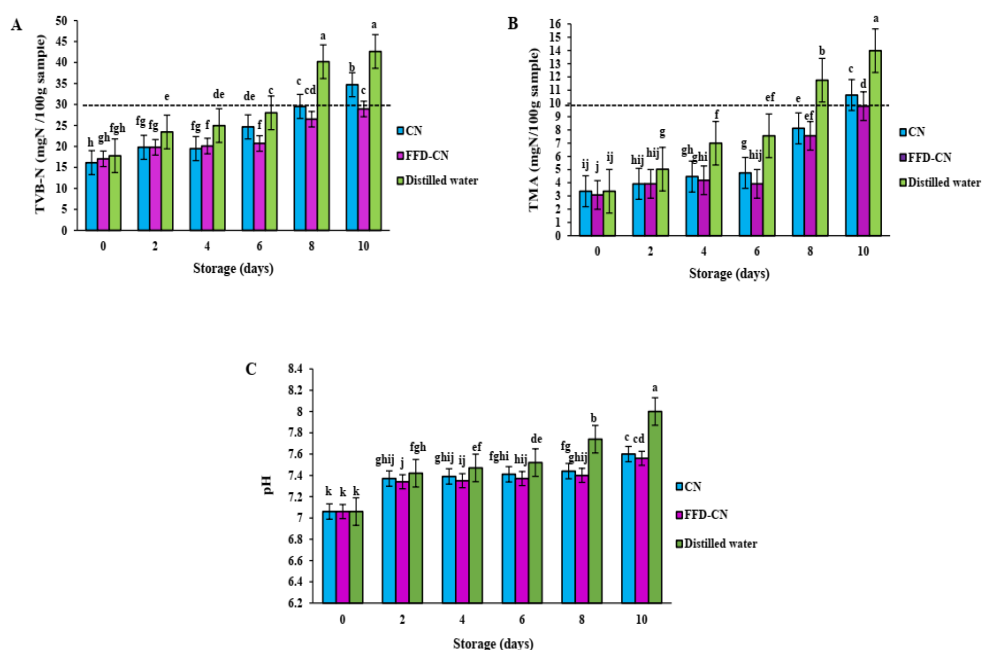 A
TVB-N (mgN /100g sample)
50
45
40
35
30
25
20
15
10
5
0
h gh fgh
fg fg e
fg f de
de f c
c cd a
b c a
0 2 4 6 8 10
Storage (days)
CN
FFD-CN
Distilled water
B
TMA (mgN/100g sample)
16
15
14
13
12
11
10
9
8
7
6
5
4
3
2
1
0
ij j ij
hij hij g
gh ghi f
g hij ef
e ef b
c d a
0 2 4 6 8 10
Storage (days)
CN
FFD-CN
Distilled water
C
pH
8.4
8.2
8
7.8
7.6
7.4
7.2
7
6.8
6.6
6.4
6.2
k k k
ghij j fgh
ghij ij ef
fghi hij de
fg ghij b
c cd a
0 2 4 6 8 10
Storage (days)
CN
FFD-CN
Distilled water